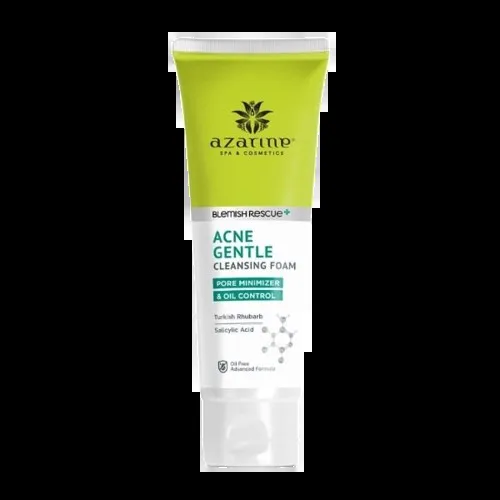 azarine®
SPA & COSMETICS
BLEMISH RESCUE+
ACNE
GENTLE
CLEANSING FOAM
PORE MINIMIZER
& OIL CONTROL
Turkish Rhubarb
Salicylic Acid
Oil Free
Advanced Formula